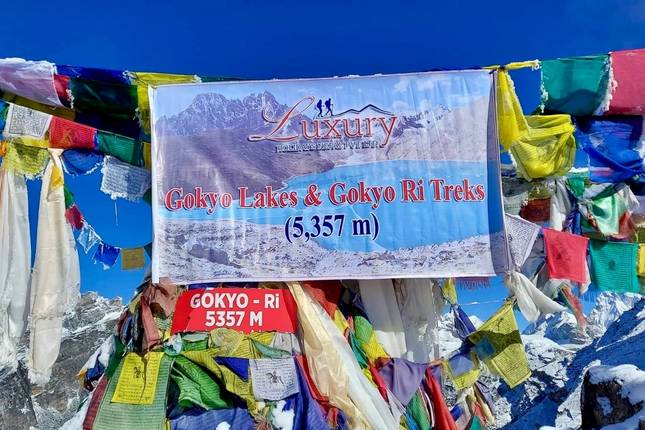 Luxury
Gokyo Lakes & Gokyo Ri Treks
(5,357 m)
GOKYO - Ri
5357 M